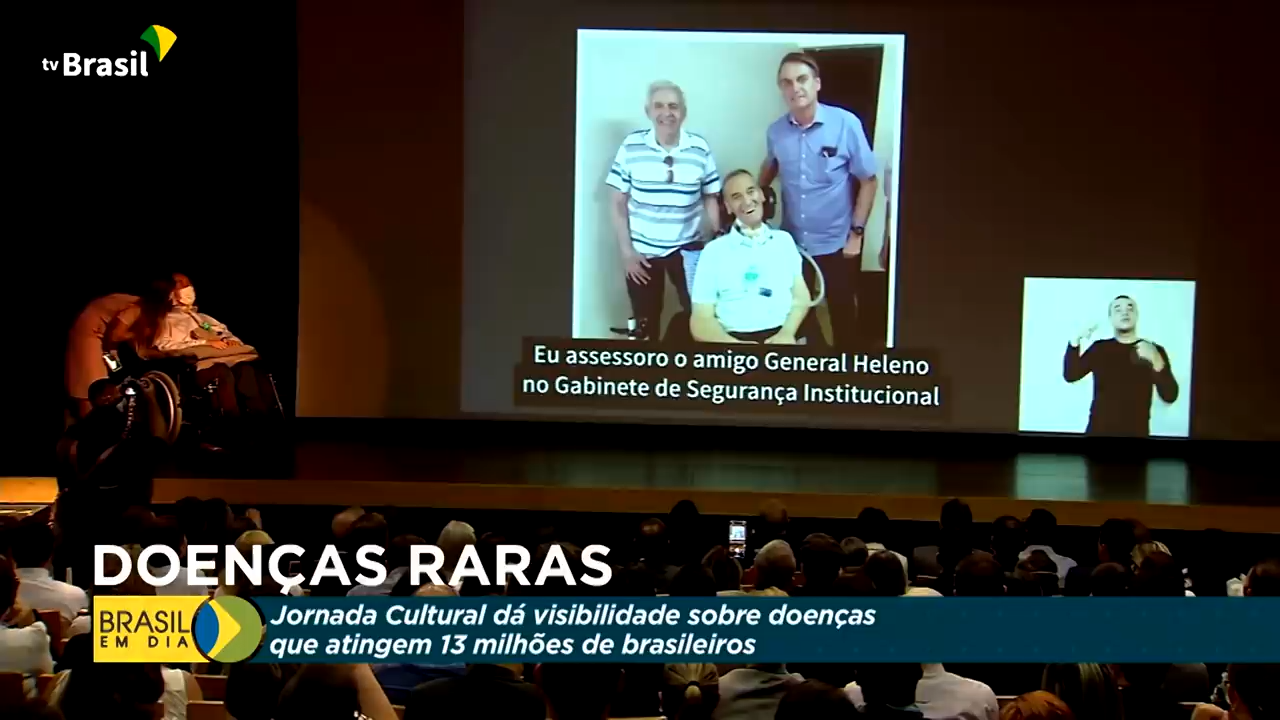 tv Brasil
Eu assessoro o amigo General Heleno
no Gabinete de Segurança Institucional
DOENÇAS RARAS
BRASIL
EM DIA
Jornada Cultural dá visibilidade sobre doenças
que atingem 13 milhões de brasileiros